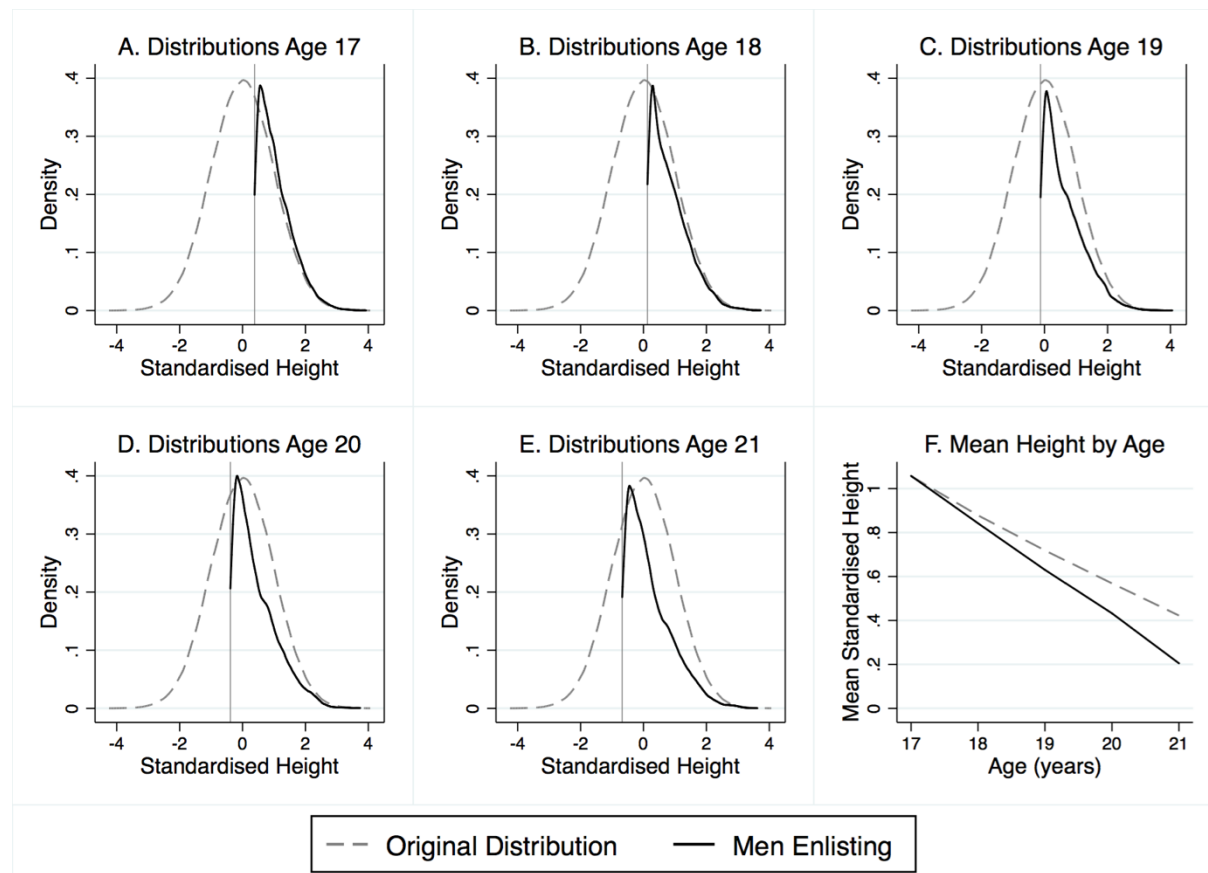 A. Distributions Age 17
Density
0 .1 .2 .3 .4
-4 -2 0 2 4
Standardised Height
B. Distributions Age 18
Density
0 .1 .2 .3 .4
-4 -2 0 2 4
Standardised Height
C. Distributions Age 19
Density
0 .1 .2 .3 .4
-4 -2 0 2 4
Standardised Height
D. Distributions Age 20
Density
0 .1 .2 .3 .4
-4 -2 0 2 4
Standardised Height
E. Distributions Age 21
Density
0 .1 .2 .3 .4
-4 -2 0 2 4
Standardised Height
F. Mean Height by Age
Mean Standardised Height
0 .2 .4 .6 .8 1
17 18 19 20 21
Age (years)
Original Distribution
Men Enlisting